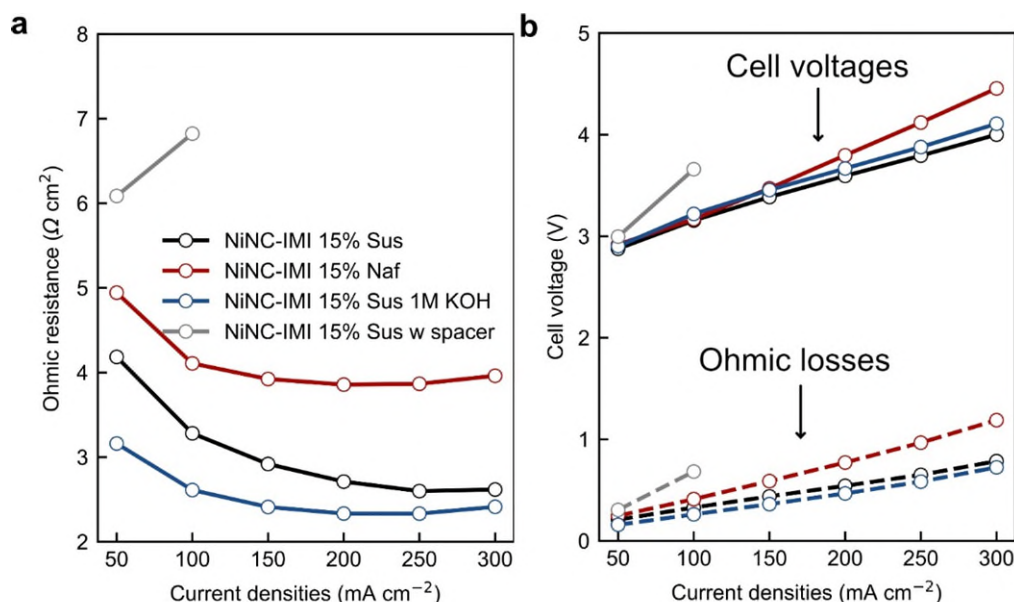 a
8
7
6
5
4
3
2
Ohmic resistance (Ω cm²)
NiNC-IMI 15% Sus
NiNC-IMI 15% Naf
NiNC-IMI 15% Sus 1M KOH
NiNC-IMI 15% Sus w spacer
50 100 150 200 250 300
Current densities (mA cm⁻²)
b
5
4
3
2
1
0
Cell voltage (V)
Cell voltages
Ohmic losses
50 100 150 200 250 300
Current densities (mA cm⁻²)